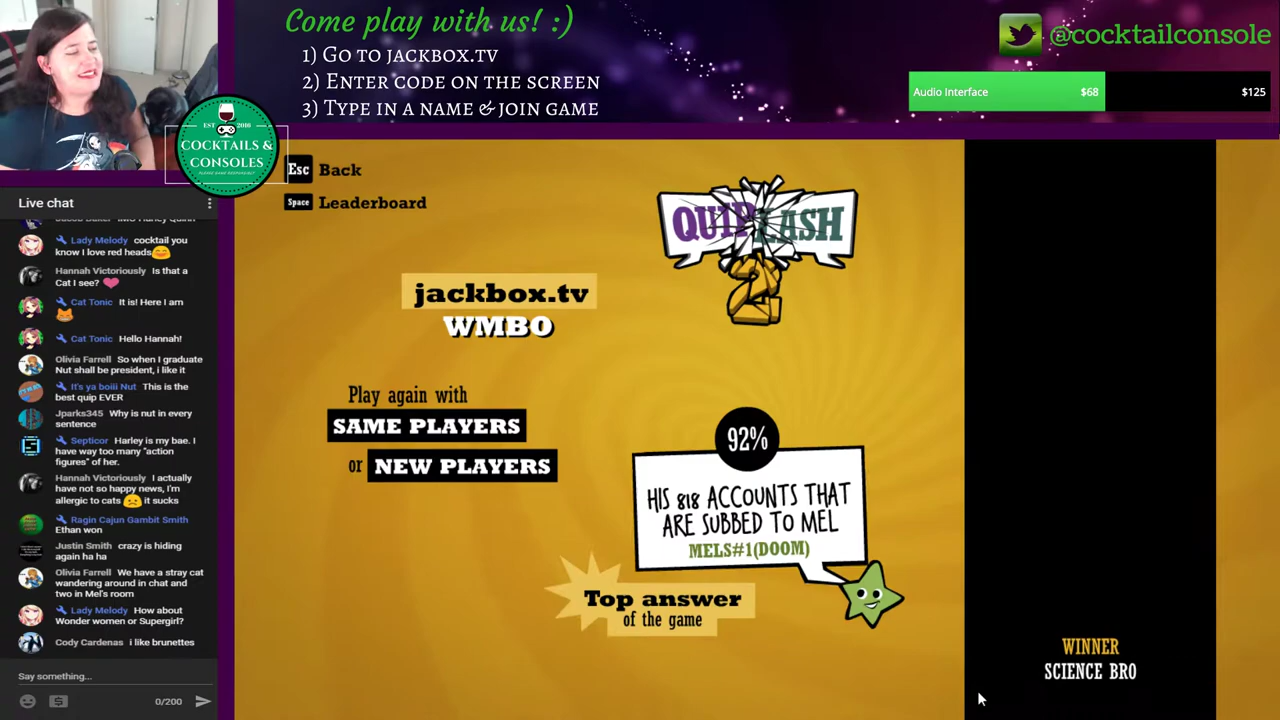 Come play with us! :)
1) Go to jackbox.tv
2) Enter code on the screen
3) Type in a name & join game
@cocktailconsole
Audio Interface $68 $125
EST 2016
COCKTAILS &
CONSOLES
PLEASE GAME RESPONSIBLY
Esc Back
Space Leaderboard
QUIPLASH
2
jackbox.tv
WMBO
Play again with
SAME PLAYERS
or NEW PLAYERS
92%
HIS 818 ACCOUNTS THAT
ARE SUBBED TO MEL
MELS#1(DOOM)
Top answer
of the game
WINNER
SCIENCE BRO
Live chat
Lady Melody cocktail you
know I love red heads
Hannah Victoriously Is that a
Cat I see?
Cat Tonic It is! Here I am
Cat Tonic Hello Hannah!
Olivia Farrell So when I graduate
Nut shall be president, i like it
It's ya boiii Nut This is the
best quip EVER
Jparks345 Why is nut in every
sentence
Septicor Harley is my bae. I
have way too many "action
figures" of her.
Hannah Victoriously I actually
have not so happy news, I'm
allergic to cats it sucks
Ragin Cajun Gambit Smith
Ethan won
Justin Smith crazy is hiding
again ha ha
Olivia Farrell We have a stray cat
wandering around in chat and
two in Mel's room
Lady Melody How about
Wonder women or Supergirl?
Cody Cardenas i like brunettes
Say something...
0/200